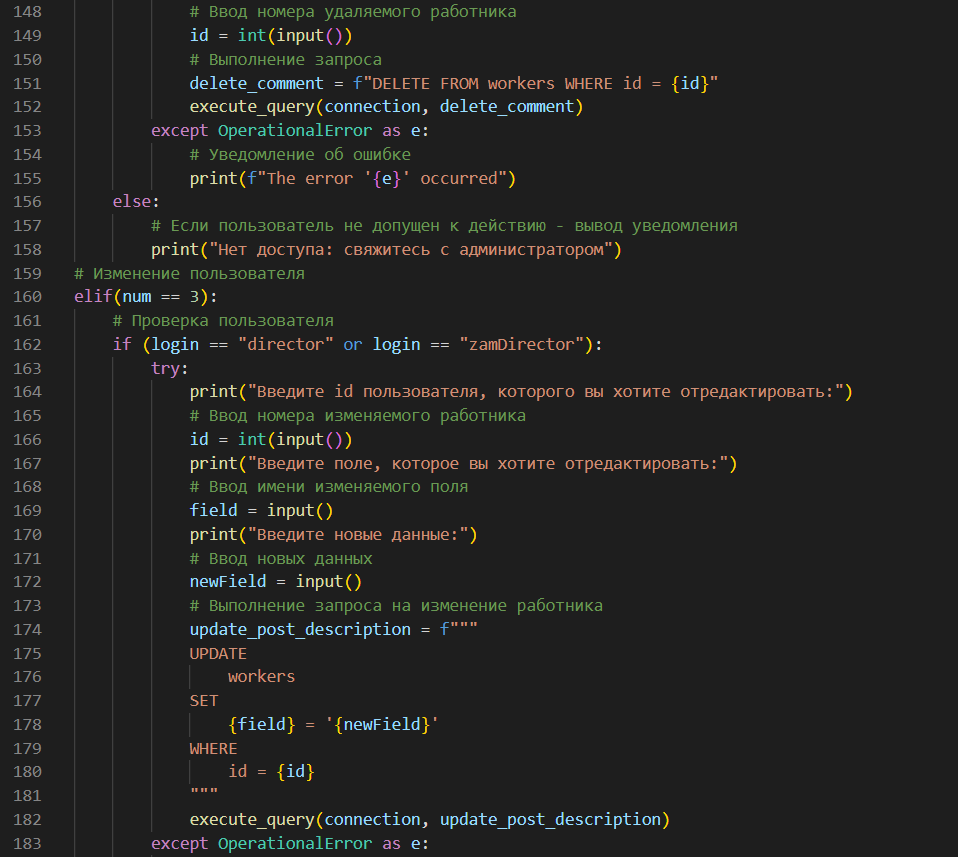 148 # Ввод номера удаляемого работника
149 id = int(input())
150 # Выполнение запроса
151 delete_comment = f"DELETE FROM workers WHERE id = {id}"
152 execute_query(connection, delete_comment)
153 except OperationalError as e:
154 # Уведомление об ошибке
155 print(f"The error '{e}' occurred")
156 else:
157 # Если пользователь не допущен к действию - вывод уведомления
158 print("Нет доступа: свяжитесь с администратором")
159 # Изменение пользователя
160 elif(num == 3):
161 # Проверка пользователя
162 if (login == "director" or login == "zamDirector"):
163 try:
164 print("Введите id пользователя, которого вы хотите отредактировать:")
165 # Ввод номера изменяемого работника
166 id = int(input())
167 print("Введите поле, которое вы хотите отредактировать:")
168 # Ввод имени изменяемого поля
169 field = input()
170 print("Введите новые данные:")
171 # Ввод новых данных
172 newField = input()
173 # Выполнение запроса на изменение работника
174 update_post_description = f"""
175 UPDATE
176 workers
177 SET
178 {field} = '{newField}'
179 WHERE
180 id = {id}
181 """
182 execute_query(connection, update_post_description)
183 except OperationalError as e: